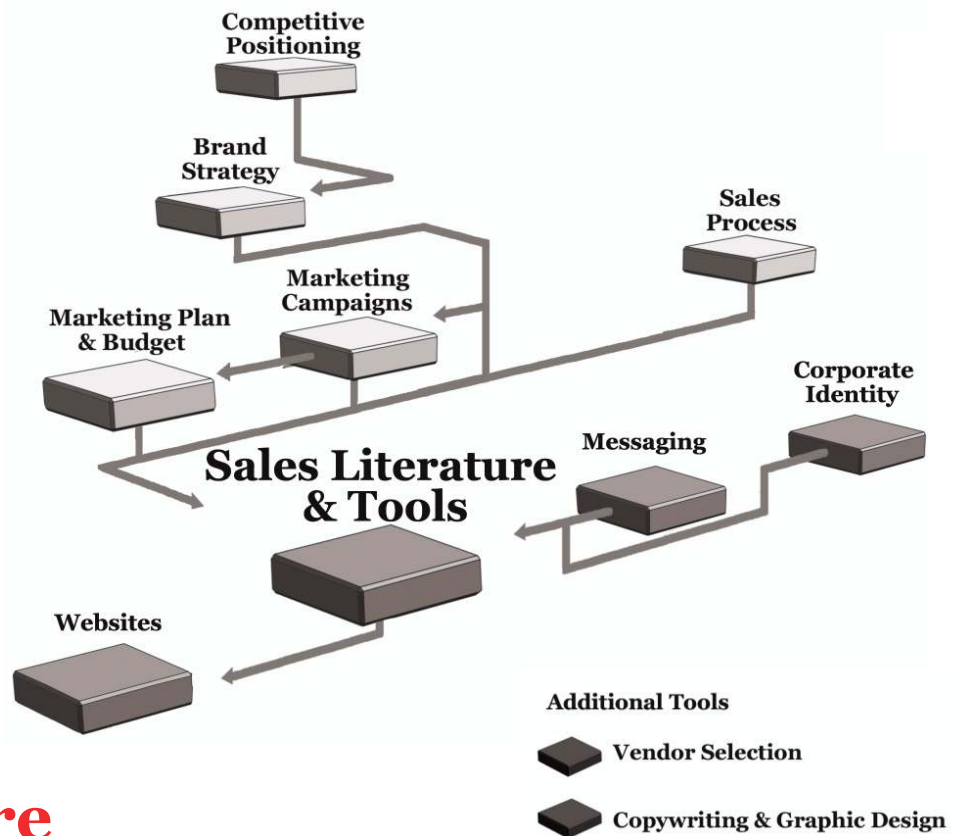 Competitive
Positioning
Brand
Strategy
Sales
Process
Marketing
Campaigns
Marketing Plan
& Budget
Corporate
Identity
Messaging
Sales Literature
& Tools
Websites
Additional Tools
Vendor Selection
Copywriting & Graphic Design